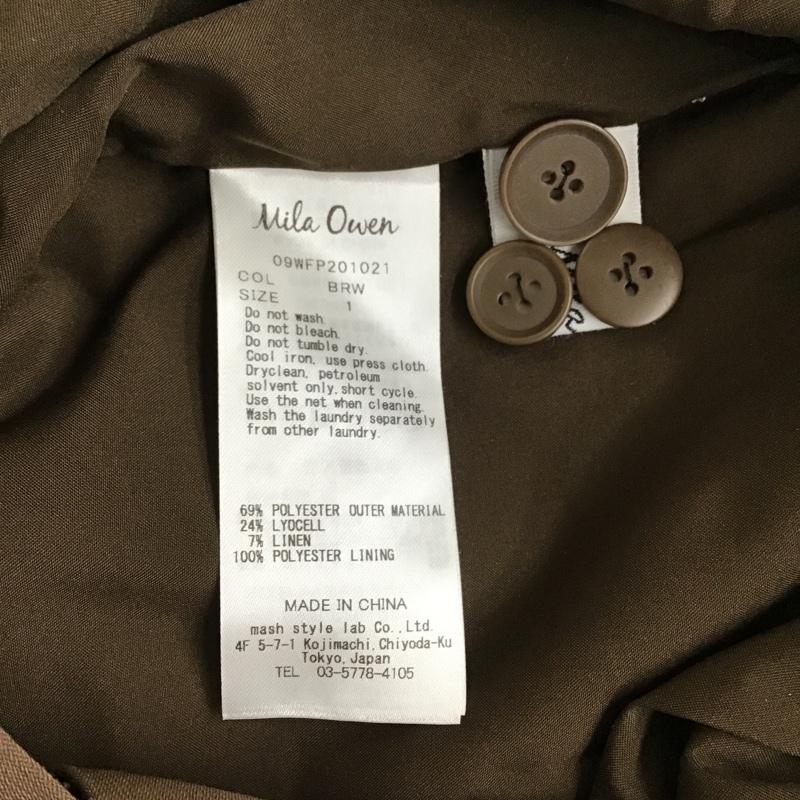 Mila Owen
09WFP201021
COL BRW
SIZE 1
Do not wash.
Do not bleach.
Do not tumble dry.
Cool iron, use press cloth.
Dryclean, petroleum
solvent only, short cycle.
Use the net when cleaning.
Wash the laundry separately
from other laundry.
69% POLYESTER OUTER MATERIAL
24% LYOCELL
7% LINEN
100% POLYESTER LINING
MADE IN CHINA
mash style lab Co.,Ltd.
4F 5-7-1 Kojimachi, Chiyoda-Ku
Tokyo, Japan
TEL 03-5778-4105